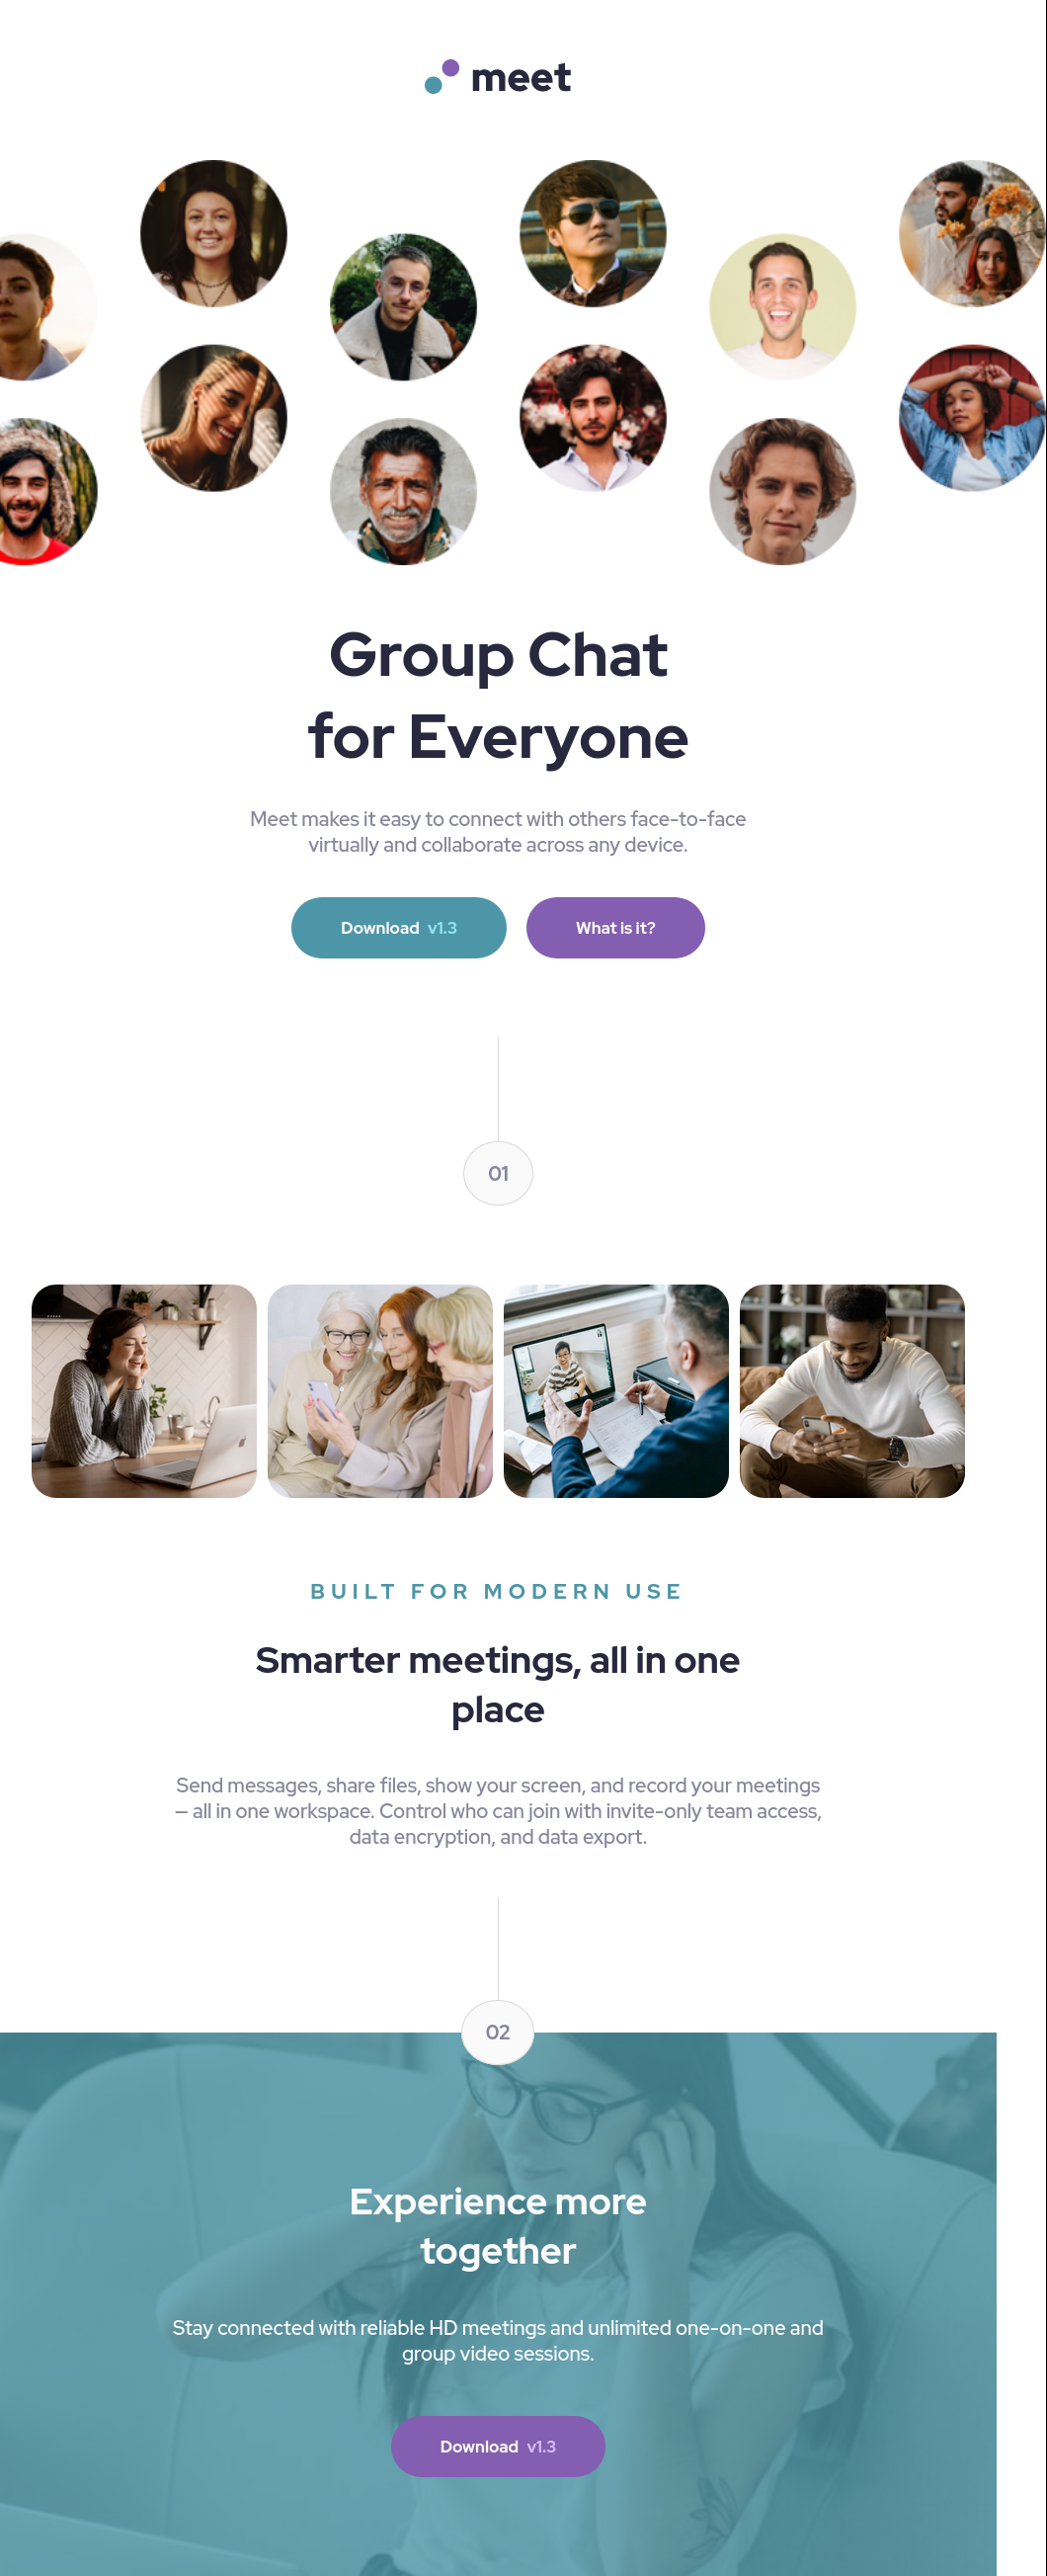 meet
Group Chat
for Everyone
Meet makes it easy to connect with others face-to-face
virtually and collaborate across any device.
Download v1.3
What is it?
01
BUILT FOR MODERN USE
Smarter meetings, all in one
place
Send messages, share files, show your screen, and record your meetings
— all in one workspace. Control who can join with invite-only team access,
data encryption, and data export.
02
Experience more
together
Stay connected with reliable HD meetings and unlimited one-on-one and
group video sessions.
Download v1.3